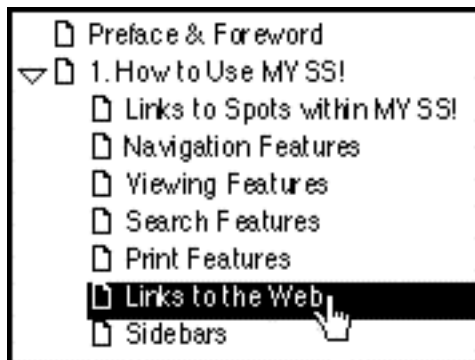 Preface & Foreword
1. How to Use MY SS!
Links to Spots within MY SS!
Navigation Features
Viewing Features
Search Features
Print Features
Links to the Web
Sidebars